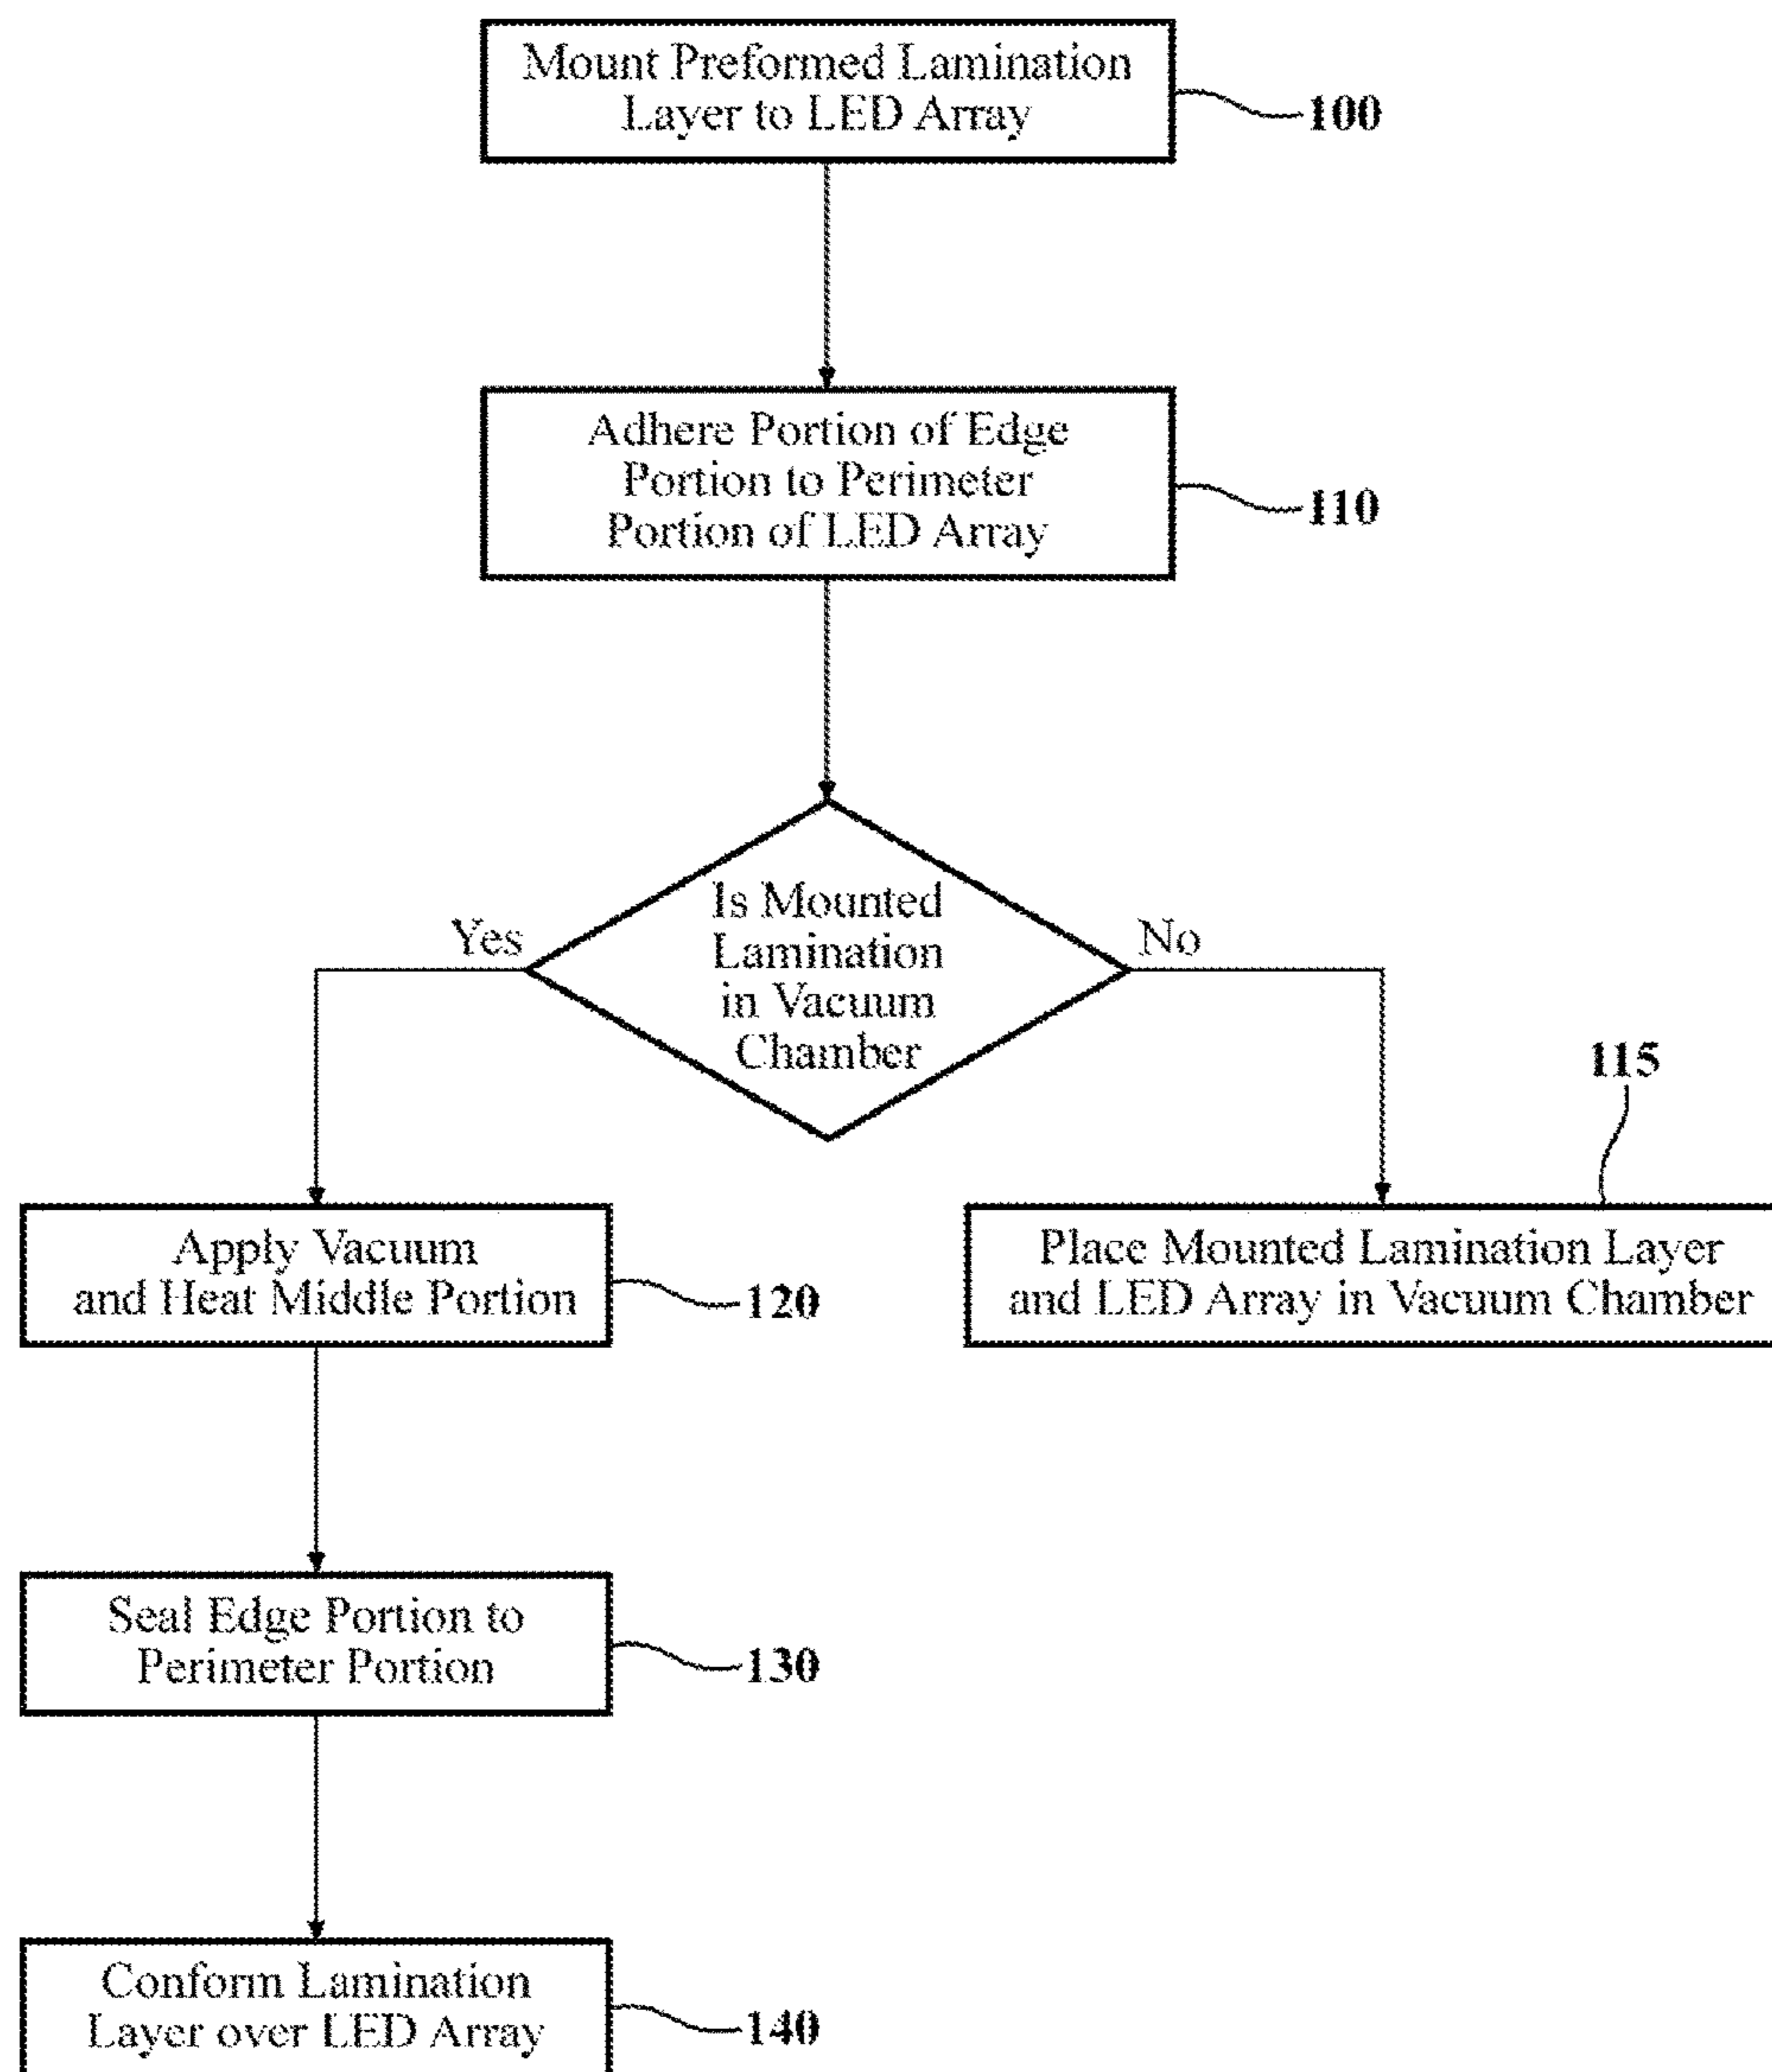 Mount Preformed Lamination
Layer to LED Array
100
Adhere Portion of Edge
Portion to Perimeter
Portion of LED Array
110
Is Mounted
Lamination
in Vacuum
Chamber
Yes
No
115
Apply Vacuum
and Heat Middle Portion
120
Place Mounted Lamination Layer
and LED Array in Vacuum Chamber
Seal Edge Portion to
Perimeter Portion
130
Conform Lamination
Layer over LED Array
140